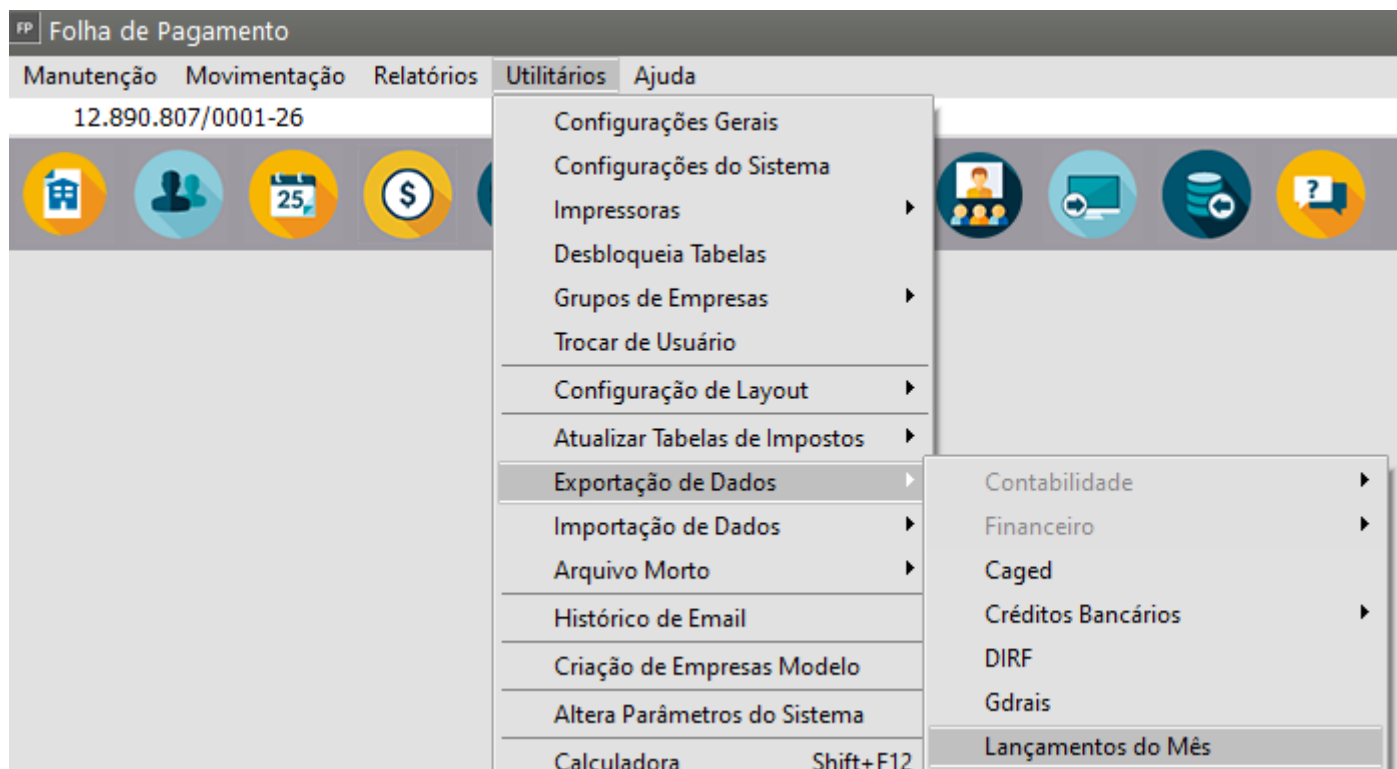 FP Folha de Pagamento
Manutenção Movimentação Relatórios Utilitários Ajuda
12.890.807/0001-26
25
$
?
Configurações Gerais
Configurações do Sistema
Impressoras
Desbloqueia Tabelas
Grupos de Empresas
Trocar de Usuário
Configuração de Layout
Atualizar Tabelas de Impostos
Exportação de Dados
Importação de Dados
Arquivo Morto
Histórico de Email
Criação de Empresas Modelo
Altera Parâmetros do Sistema
Calculadora Shift+F12
Contabilidade
Financeiro
Caged
Créditos Bancários
DIRF
Gdrais
Lançamentos do Mês